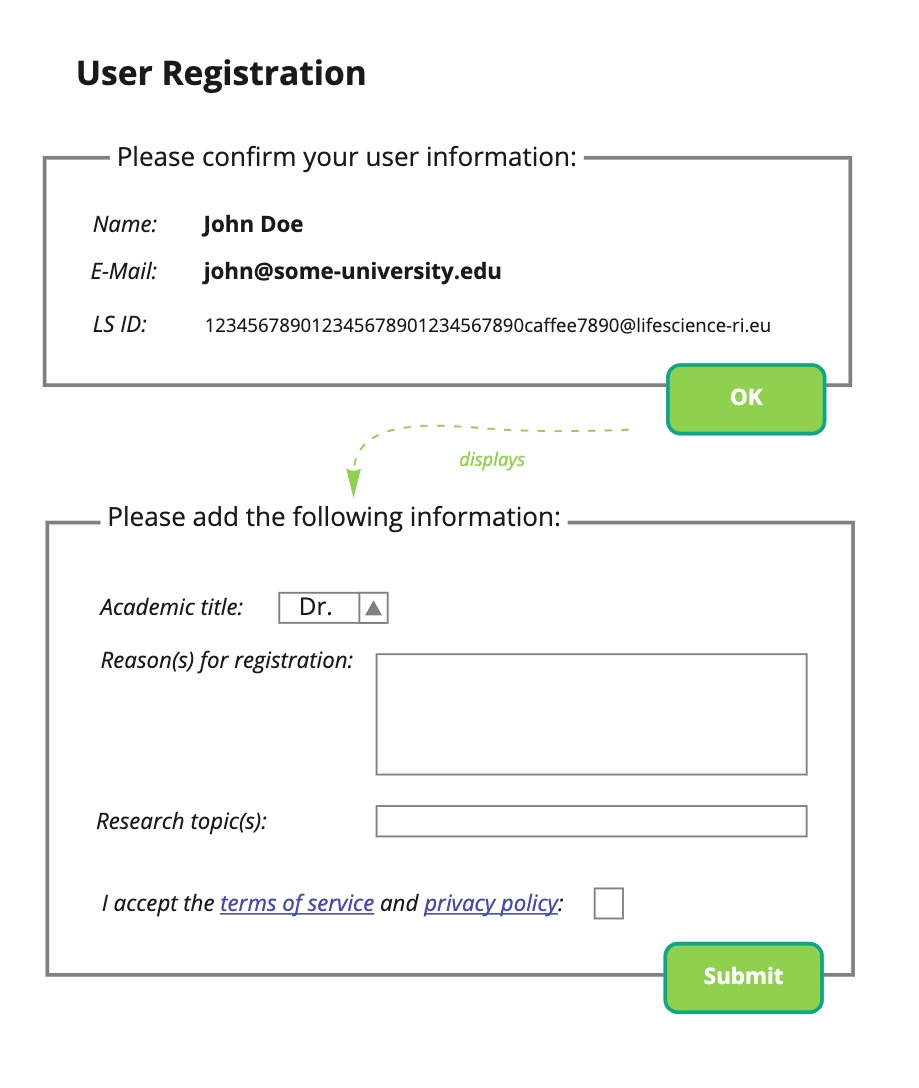 User Registration
Please confirm your user information:
Name: John Doe
E-Mail: john@some-university.edu
LS ID: 123456789012345678901234567890caffee7890@lifescience-ri.eu
OK
displays
Please add the following information:
Academic title: Dr.
Reason(s) for registration:
Research topic(s):
I accept the terms of service and privacy policy:
Submit